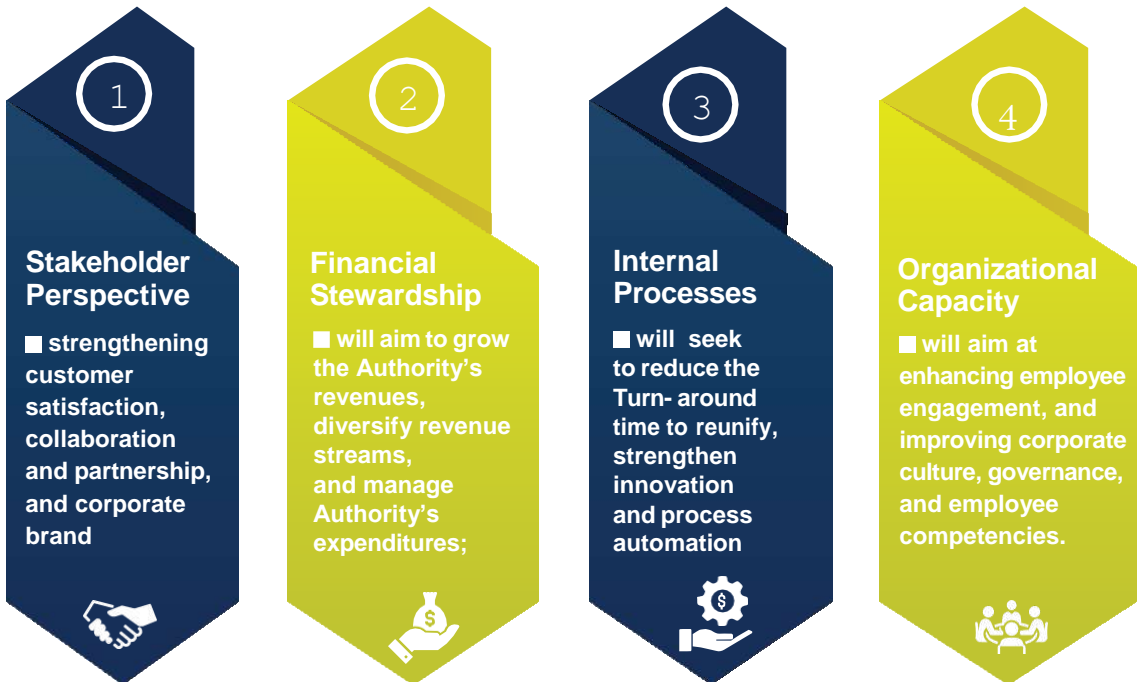 1
Stakeholder
Perspective
■ strengthening
customer
satisfaction,
collaboration
and partnership,
and corporate
brand
2
Financial
Stewardship
■ will aim to grow
the Authority’s
revenues,
diversify revenue
streams,
and manage
Authority’s
expenditures;
$
3
Internal
Processes
■ will seek
to reduce the
Turn- around
time to reunify,
strengthen
innovation
and process
automation
$
4
Organizational
Capacity
■ will aim at
enhancing employee
engagement, and
improving corporate
culture, governance,
and employee
competencies.